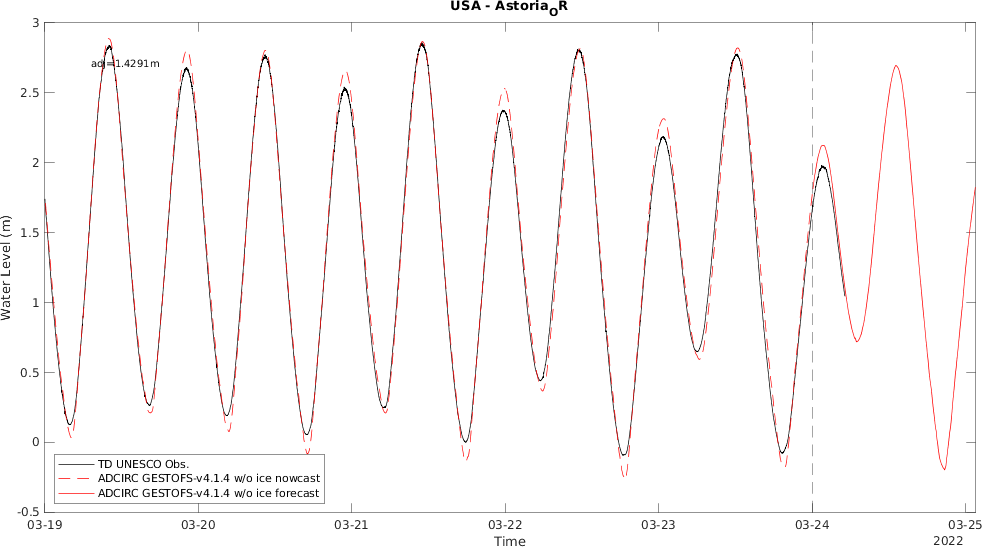 USA - AstoriaOR
3
2.5
2
1.5
1
0.5
0
-0.5
Water Level (m)
adj=1.4291m
TD UNESCO Obs.
ADCIRC GESTOFS-v4.1.4 w/o ice nowcast
ADCIRC GESTOFS-v4.1.4 w/o ice forecast
03-19 03-20 03-21 03-22 03-23 03-24 03-25
Time
2022